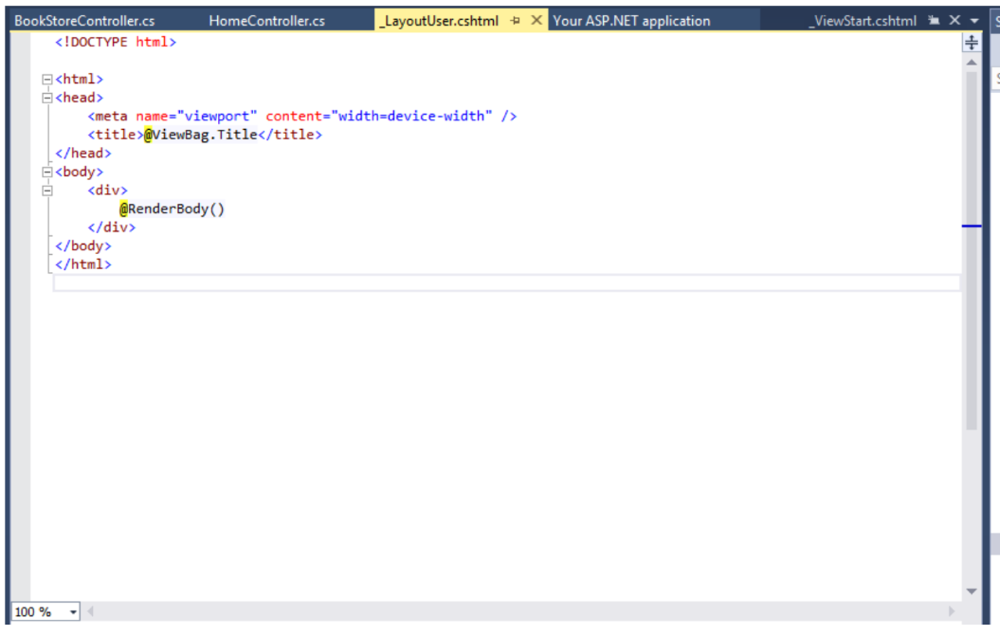 BookStoreController.cs HomeController.cs _LayoutUser.cshtml Your ASP.NET application _ViewStart.cshtml
<!DOCTYPE html>
<html>
<head>
<meta name="viewport" content="width=device-width" />
<title>@ViewBag.Title</title>
</head>
<body>
<div>
@RenderBody()
</div>
</body>
</html>
100 %